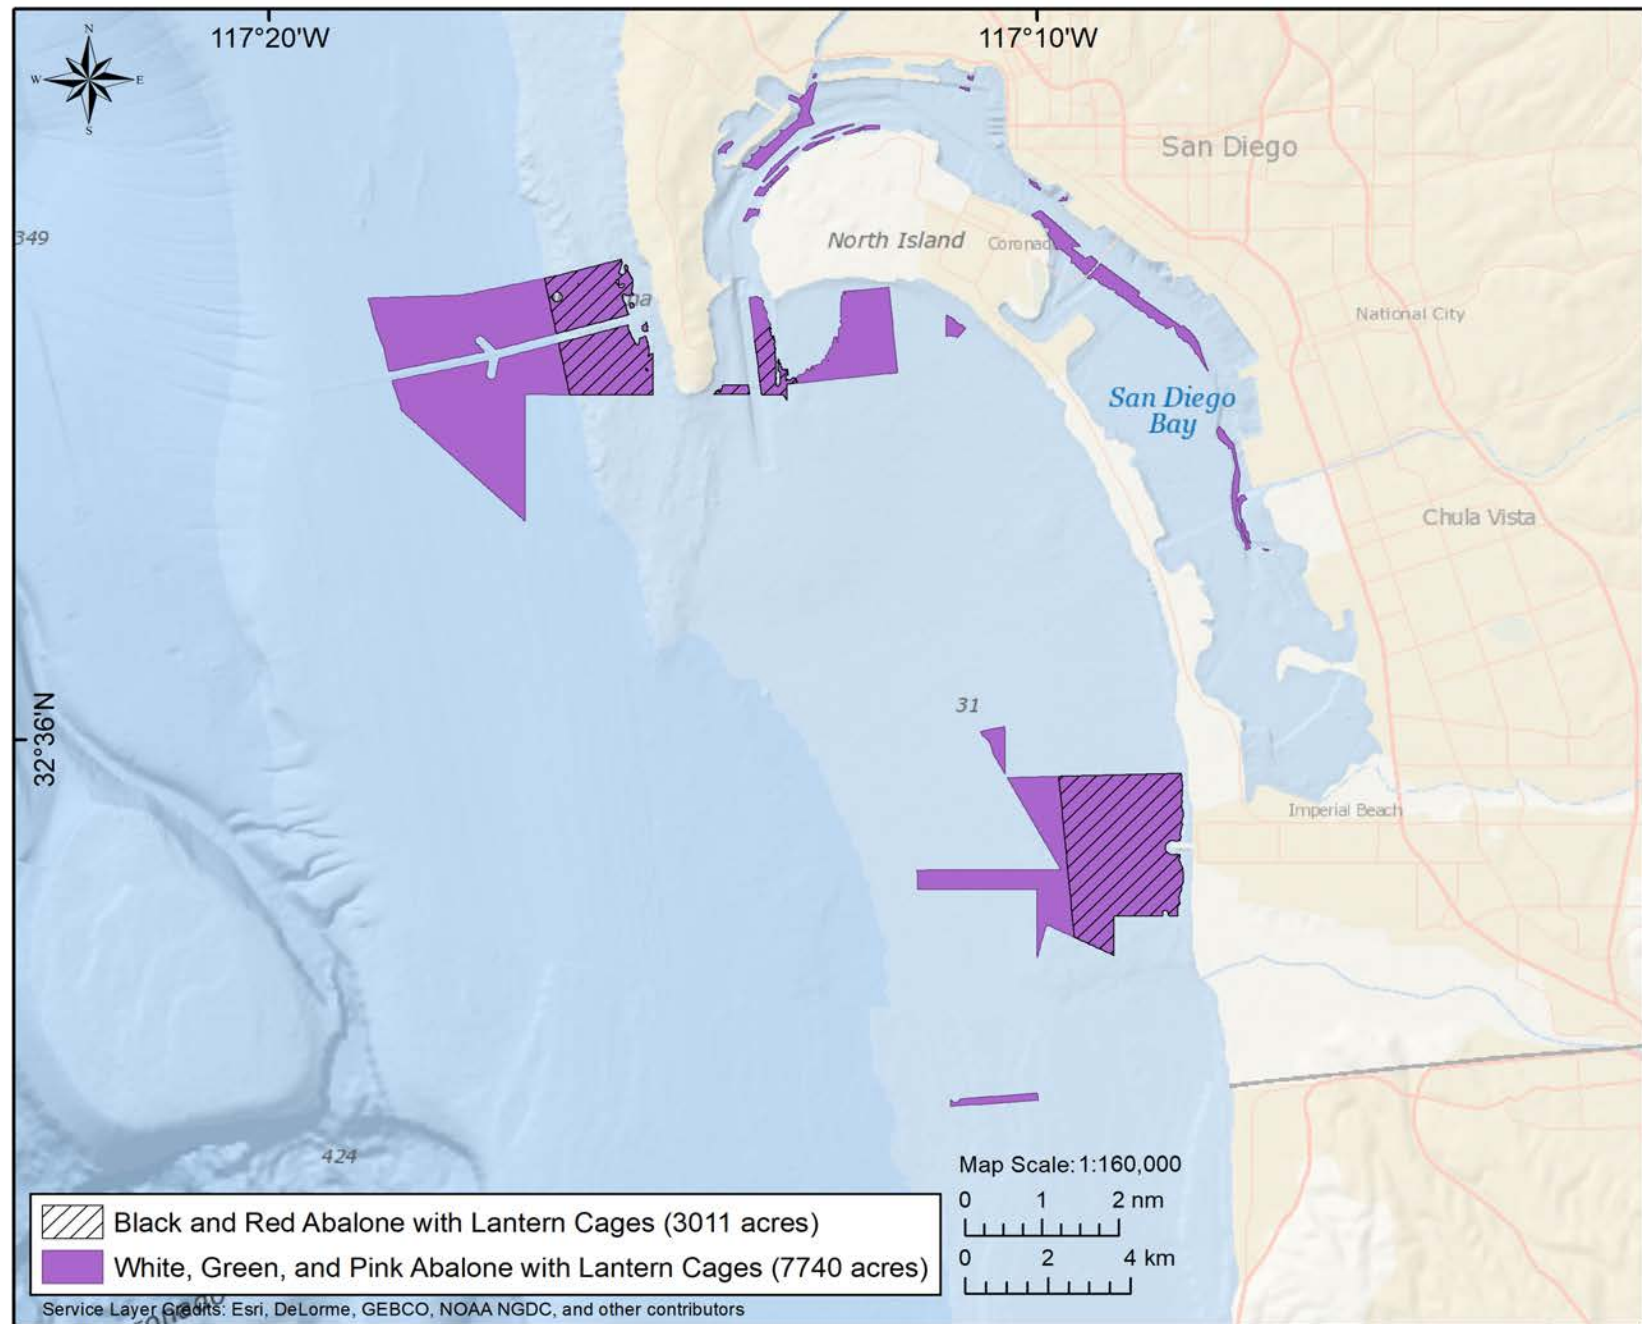 117°20'W
117°10'W
N
W
E
S
San Diego
349
North Island
Coronad
na
National City
San Diego
Bay
Chula Vista
31
32°36'N
Imperial Beach
424
Map Scale: 1:160,000
0 1 2 nm
0 2 4 km
Black and Red Abalone with Lantern Cages (3011 acres)
White, Green, and Pink Abalone with Lantern Cages (7740 acres)
Service Layer Credits: Esri, DeLorme, GEBCO, NOAA NGDC, and other contributors